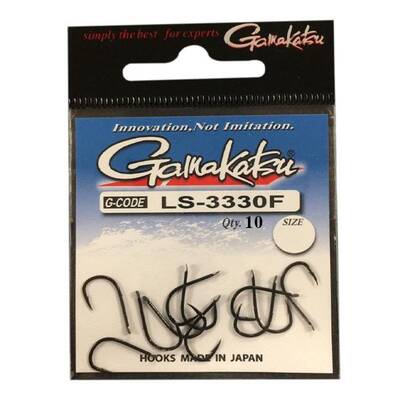 simply the best for experts
Gamakatsu
Innovation, Not Imitation.
Gamakatsu
G-CODE LS-3330F
Qty. 10 SIZE
HOOKS MADE IN JAPAN